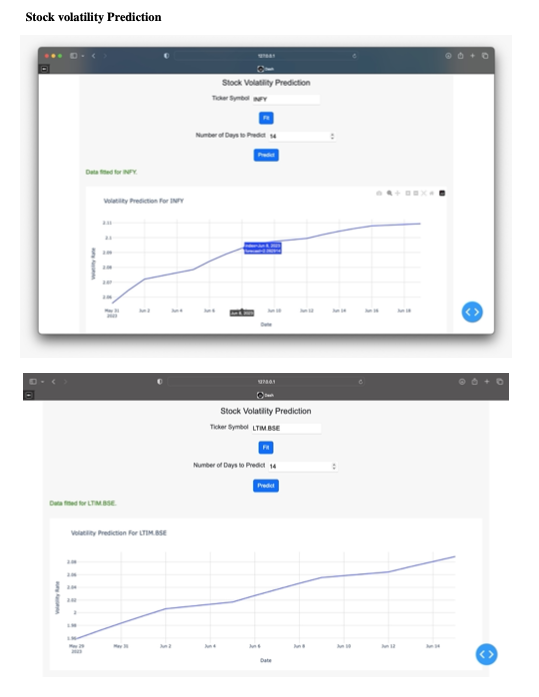 Stock volatility Prediction
127.0.0.1
Dash
Stock Volatility Prediction
Ticker Symbol INFY
Fit
Number of Days to Predict 14
Predict
Data fitted for INFY.
Volatility Prediction For INFY
2.11
2.1
2.09
2.08
2.07
2.06
Volatility Rate
May 31
2023
Jun 2
Jun 4
Jun 6
Jun 8, 2023
Jun 10
Jun 12
Jun 14
Jun 16
Jun 18
Date
127.0.0.1
Dash
Stock Volatility Prediction
Ticker Symbol LTIM.BSE
Fit
Number of Days to Predict 14
Predict
Data fitted for LTIM.BSE.
Volatility Prediction For LTIM.BSE
2.08
2.06
2.04
2.02
2
1.98
1.96
Volatility Rate
May 29
2023
May 31
Jun 2
Jun 4
Jun 6
Jun 8
Jun 10
Jun 12
Jun 14
Date